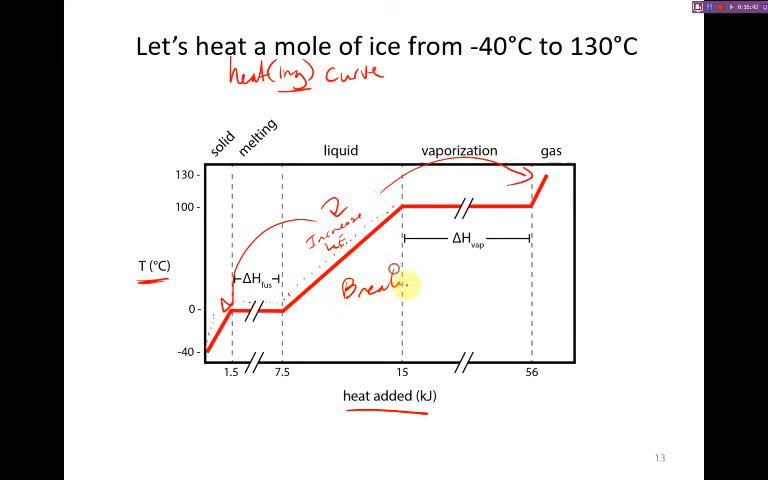 Let's heat a mole of ice from -40°C to 130°C
heat(ing) curve
solid melting liquid vaporization gas
130 -
100 -
Increase
ΔHvap
T (°C)
ΔHfus
Break
0 -
-40 -
1.5 7.5 15 56
heat added (kJ)
13